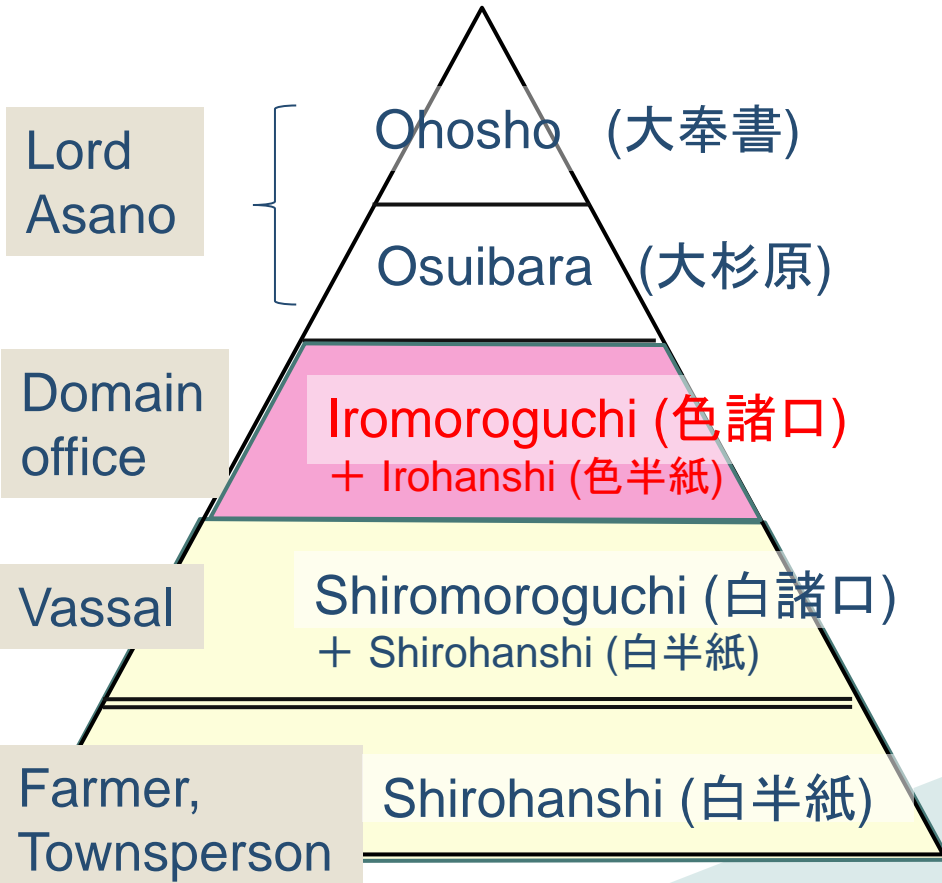 Lord
Asano
Ohosho (大奉書)
Osuibara (大杉原)
Domain
office
Iromoroguchi (色諸口)
＋ Irohanshi (色半紙)
Vassal
Shiromoroguchi (白諸口)
＋ Shirohanshi (白半紙)
Farmer,
Townsperson
Shirohanshi (白半紙)